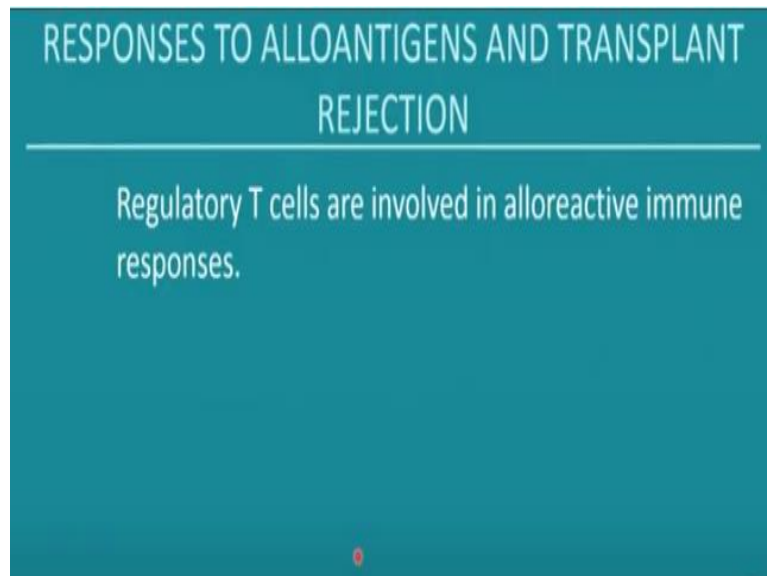 RESPONSES TO ALLOANTIGENS AND TRANSPLANT
REJECTION
Regulatory T cells are involved in alloreactive immune
responses.